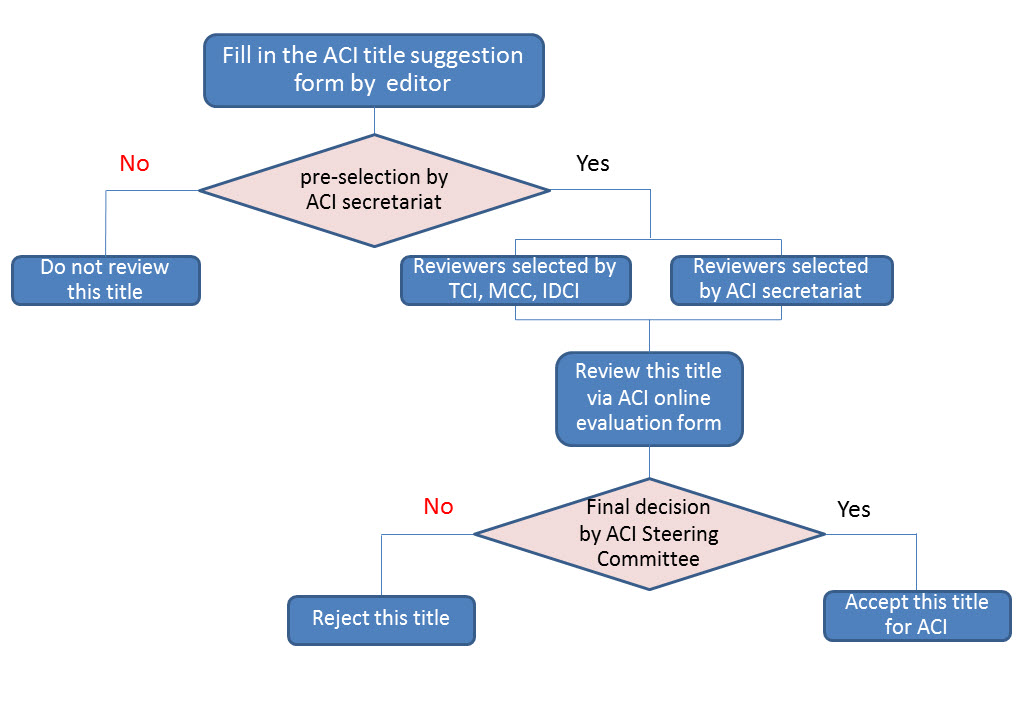 Fill in the ACI title suggestion
form by editor
No
Yes
pre-selection by
ACI secretariat
Do not review
this title
Reviewers selected by
TCI, MCC, IDCI
Reviewers selected
by ACI secretariat
Review this title
via ACI online
evaluation form
No
Yes
Final decision
by ACI Steering
Committee
Reject this title
Accept this title
for ACI